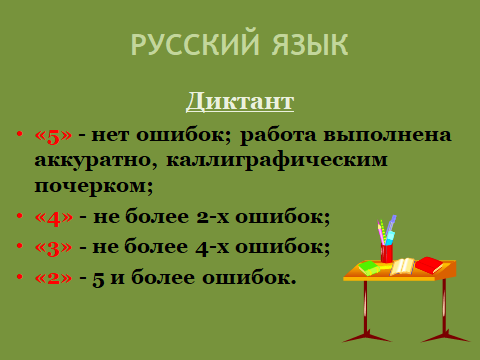 РУССКИЙ ЯЗЫК
Диктант
• «5» - нет ошибок; работа выполнена
аккуратно, каллиграфическим
почерком;
• «4» - не более 2-х ошибок;
• «3» - не более 4-х ошибок;
• «2» - 5 и более ошибок.